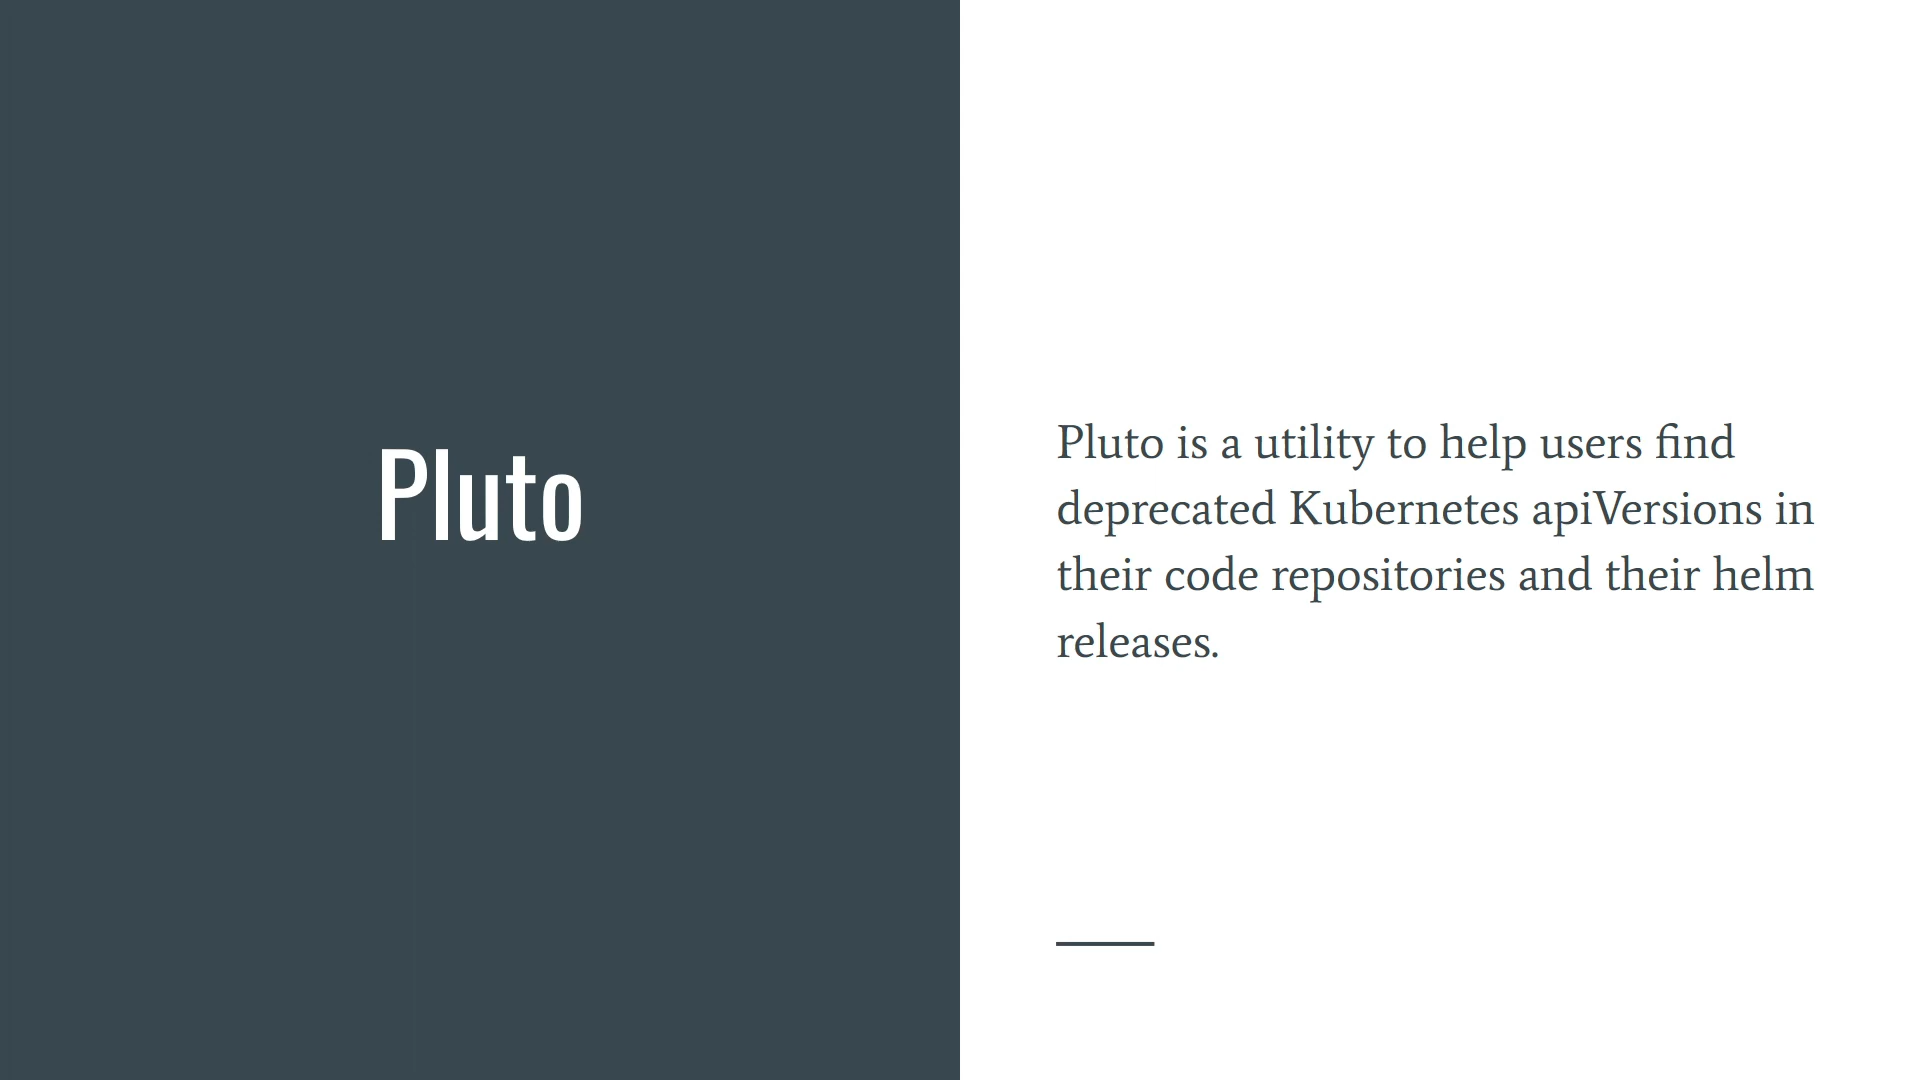 Pluto
Pluto is a utility to help users find
deprecated Kubernetes apiVersions in
their code repositories and their helm
releases.